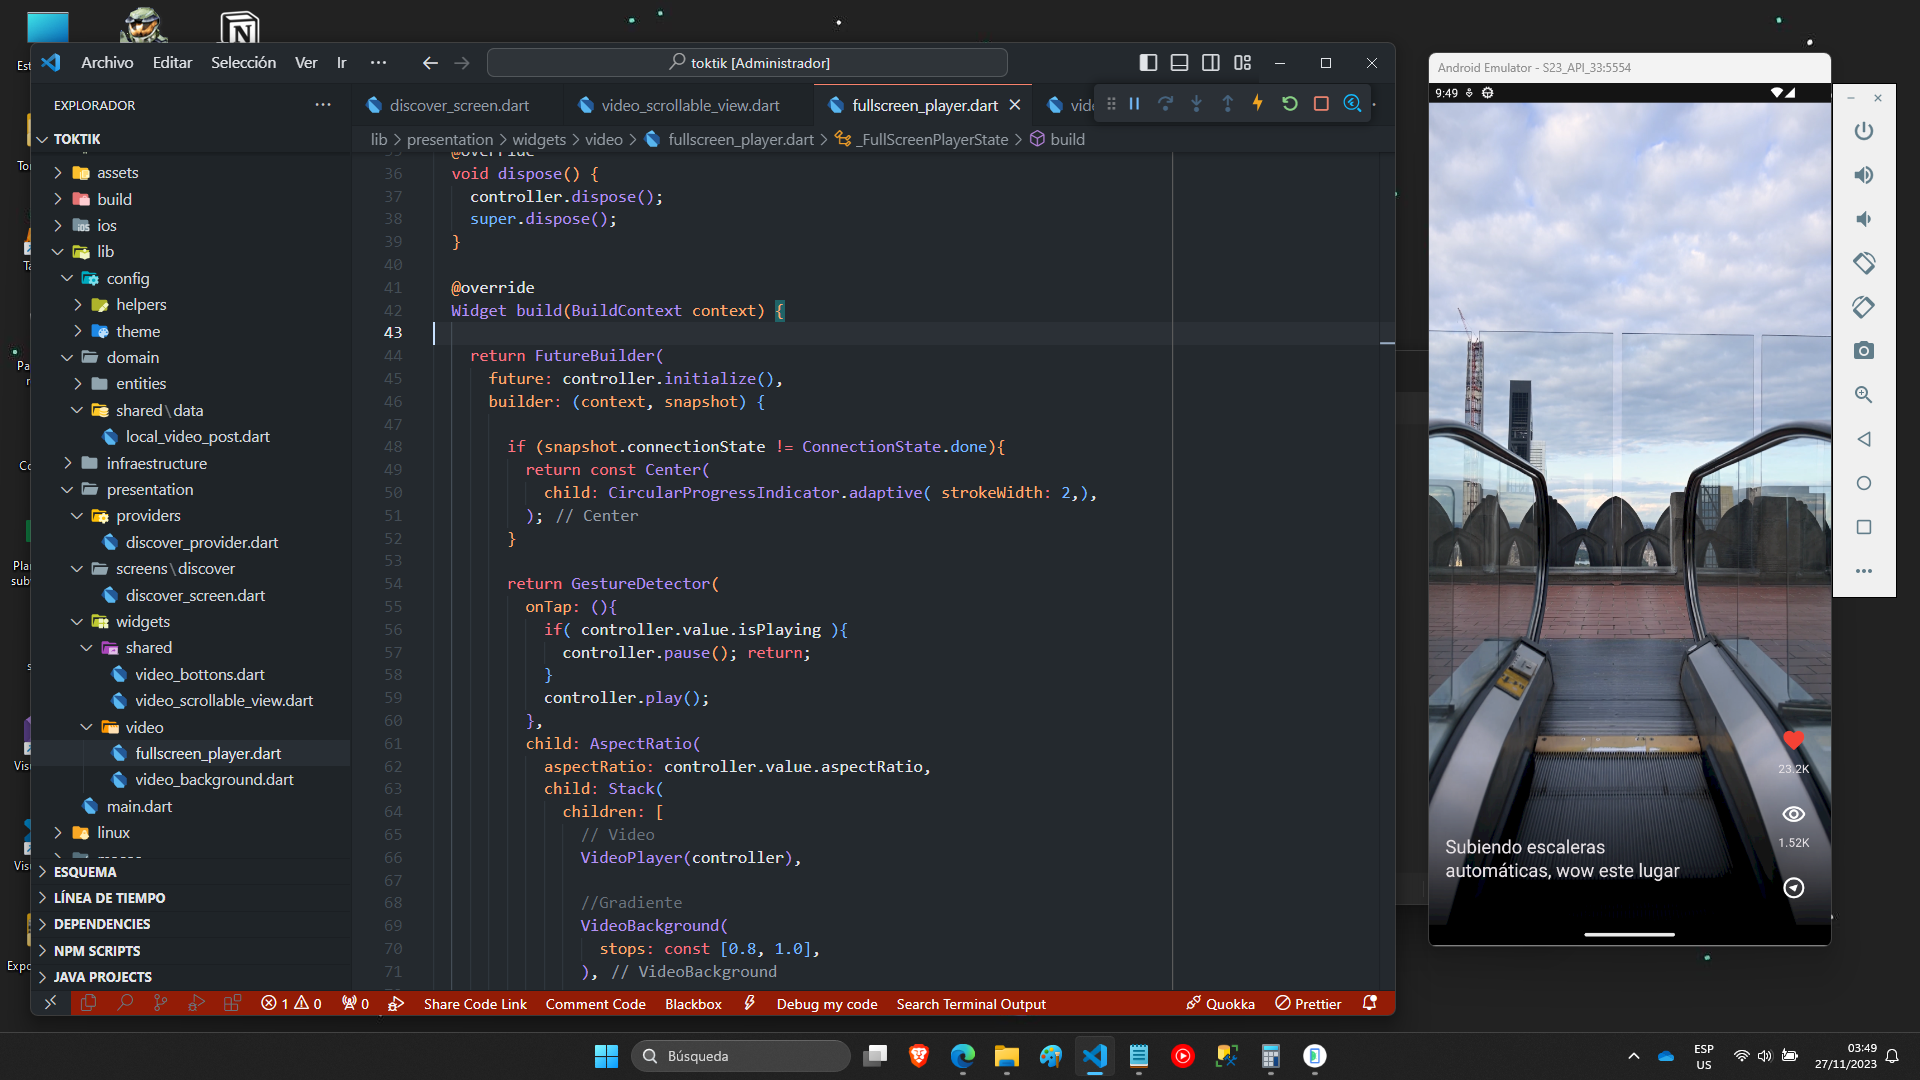 Archivo Editar Selección Ver Ir ···
toktik [Administrador]
EXPLORADOR ···
discover_screen.dart
video_scrollable_view.dart
fullscreen_player.dart
TOKTIK
lib > presentation > widgets > video > fullscreen_player.dart > _FullScreenPlayerState > build
assets
build
ios
lib
config
helpers
theme
domain
entities
shared\data
local_video_post.dart
infraestructure
presentation
providers
discover_provider.dart
screens\discover
discover_screen.dart
widgets
shared
video_bottons.dart
video_scrollable_view.dart
video
fullscreen_player.dart
video_background.dart
main.dart
linux
ESQUEMA
LÍNEA DE TIEMPO
DEPENDENCIES
NPM SCRIPTS
JAVA PROJECTS
@override
36 void dispose() {
37 controller.dispose();
38 super.dispose();
39 }
40
41 @override
42 Widget build(BuildContext context) {
43
44 return FutureBuilder(
45 future: controller.initialize(),
46 builder: (context, snapshot) {
47
48 if (snapshot.connectionState != ConnectionState.done){
49 return const Center(
50 child: CircularProgressIndicator.adaptive( strokeWidth: 2,),
51 ); // Center
52 }
53
54 return GestureDetector(
55 onTap: (){
56 if( controller.value.isPlaying ){
57 controller.pause(); return;
58 }
59 controller.play();
60 },
61 child: AspectRatio(
62 aspectRatio: controller.value.aspectRatio,
63 child: Stack(
64 children: [
65 // Video
66 VideoPlayer(controller),
67
68 //Gradiente
69 VideoBackground(
70 stops: const [0.8, 1.0],
71 ), // VideoBackground
1 0 0 Share Code Link Comment Code Blackbox Debug my code Search Terminal Output Quokka Prettier
Android Emulator - S23_API_33:5554
9:49
23.2K
1.52K
Subiendo escaleras
automáticas, wow este lugar
Búsqueda
ESP
US
03:49
27/11/2023